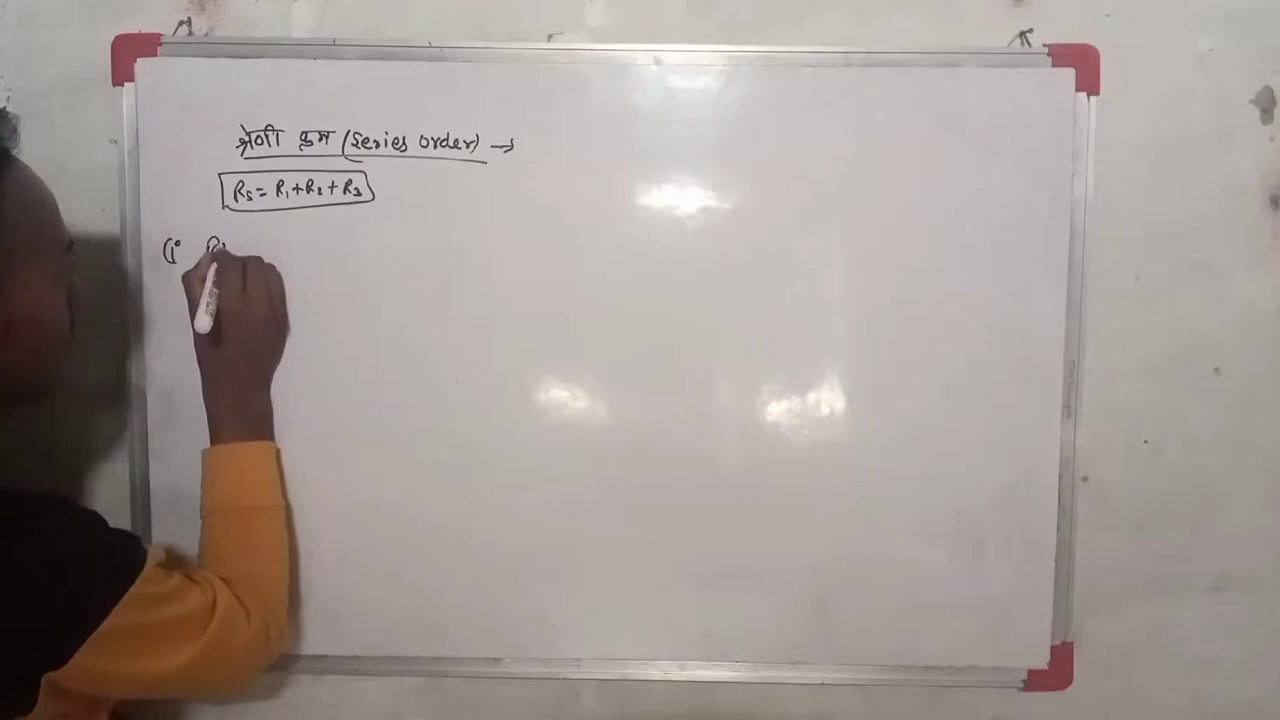 श्रेणी क्रम (Series order) →
Rs = R₁ + R₂ + R₃
(i